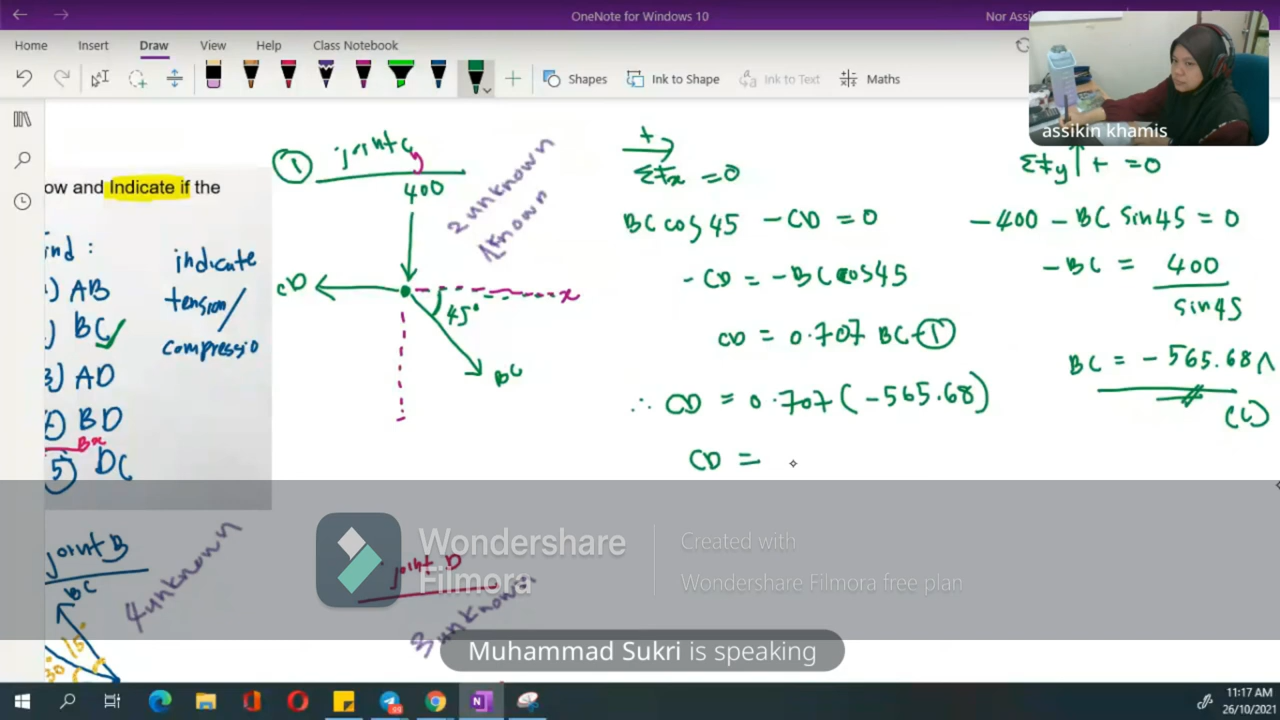 OneNote for Windows 10
Nor Assi
Home Insert Draw View Help Class Notebook
Shapes Ink to Shape Ink to Text Maths
assikin khamis
ow and Indicate if the
ind :
indicate
tension/
compressio
) AB
) BC
3) AD
) BD
5) DC
① joint C
400
2 unknown
1 known
CD
x
45°
BC
+
ΣFx = 0
BC cos 45 - CD = 0
- CD = - BC cos 45
CD = 0.707 BC - ①
∴ CD = 0.707 ( - 565.68 )
CD =
ΣFy + = 0
- 400 - BC Sin 45 = 0
- BC = 400
sin 45
BC = - 565.68 N
(C)
joint B
BC
4 unknown
15°
30
joint D
3 unknown
Wondershare
Filmora
Created with
Wondershare Filmora free plan
Muhammad Sukri is speaking
11:17 AM
26/10/2021